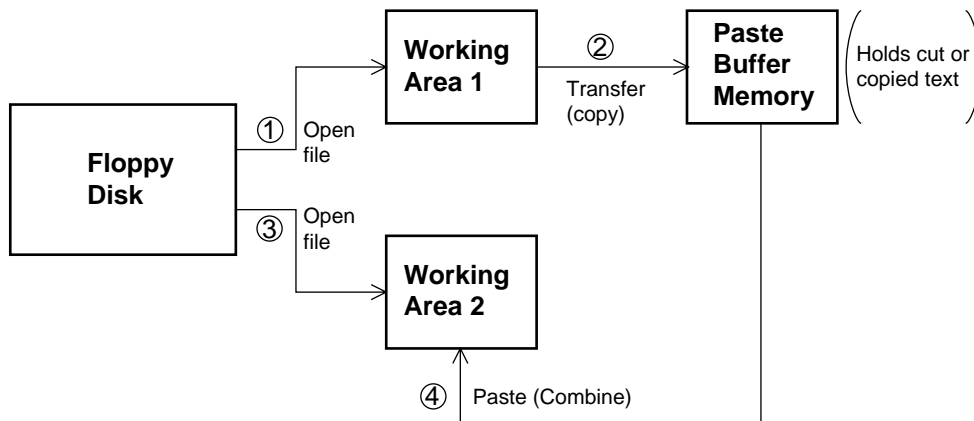 Floppy
Disk
①
Open
file
Working
Area 1
②
Transfer
(copy)
Paste
Buffer
Memory
Holds cut or
copied text
③
Open
file
Working
Area 2
④
Paste (Combine)